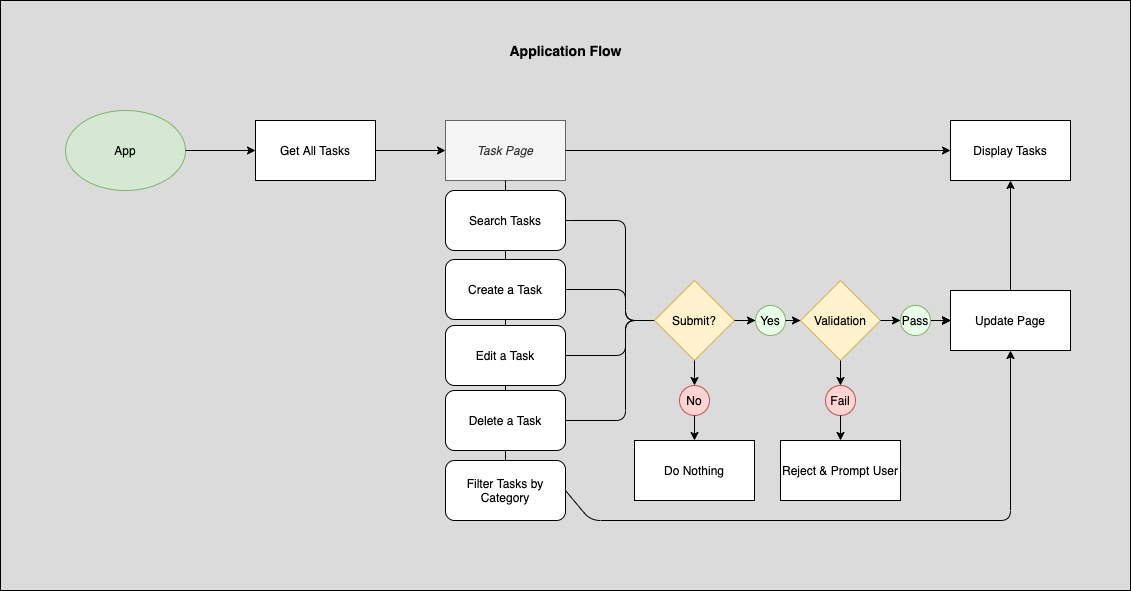 Application Flow
App
Get All Tasks
Task Page
Display Tasks
Search Tasks
Create a Task
Submit?
Yes
Validation
Pass
Update Page
Edit a Task
No
Fail
Delete a Task
Do Nothing
Reject & Prompt User
Filter Tasks by
Category